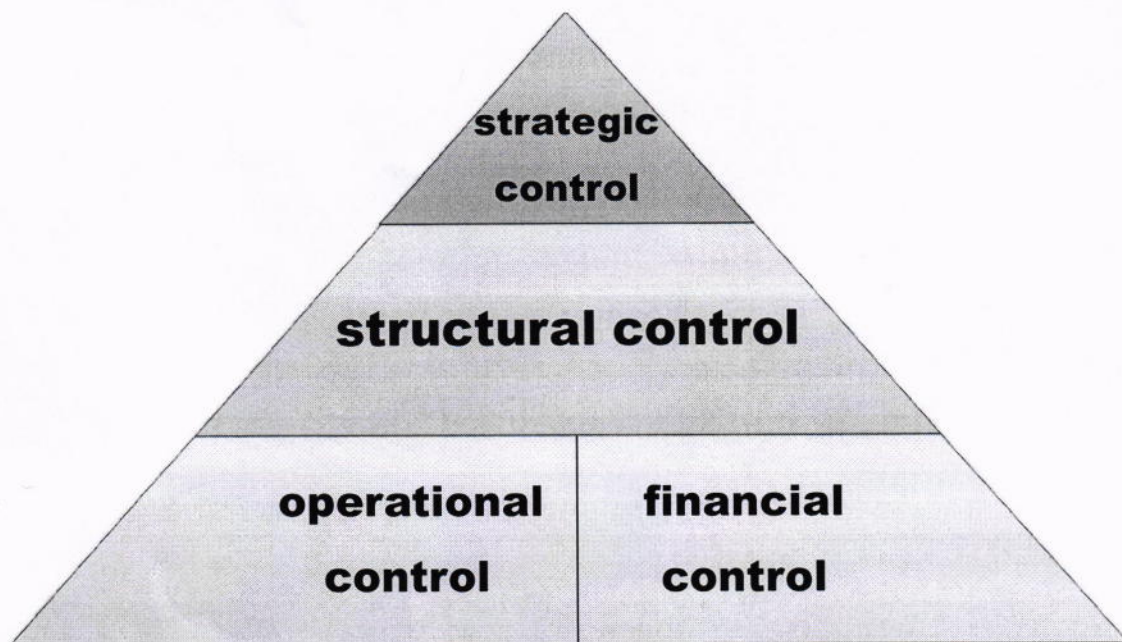 strategic
control
structural control
operational
control
financial
control